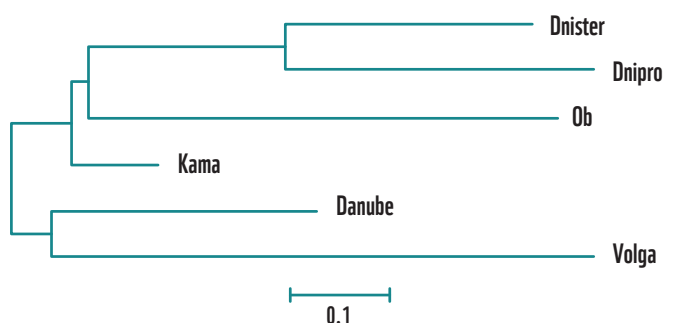 Dnister
Dnipro
Ob
Kama
Danube
Volga
0.1